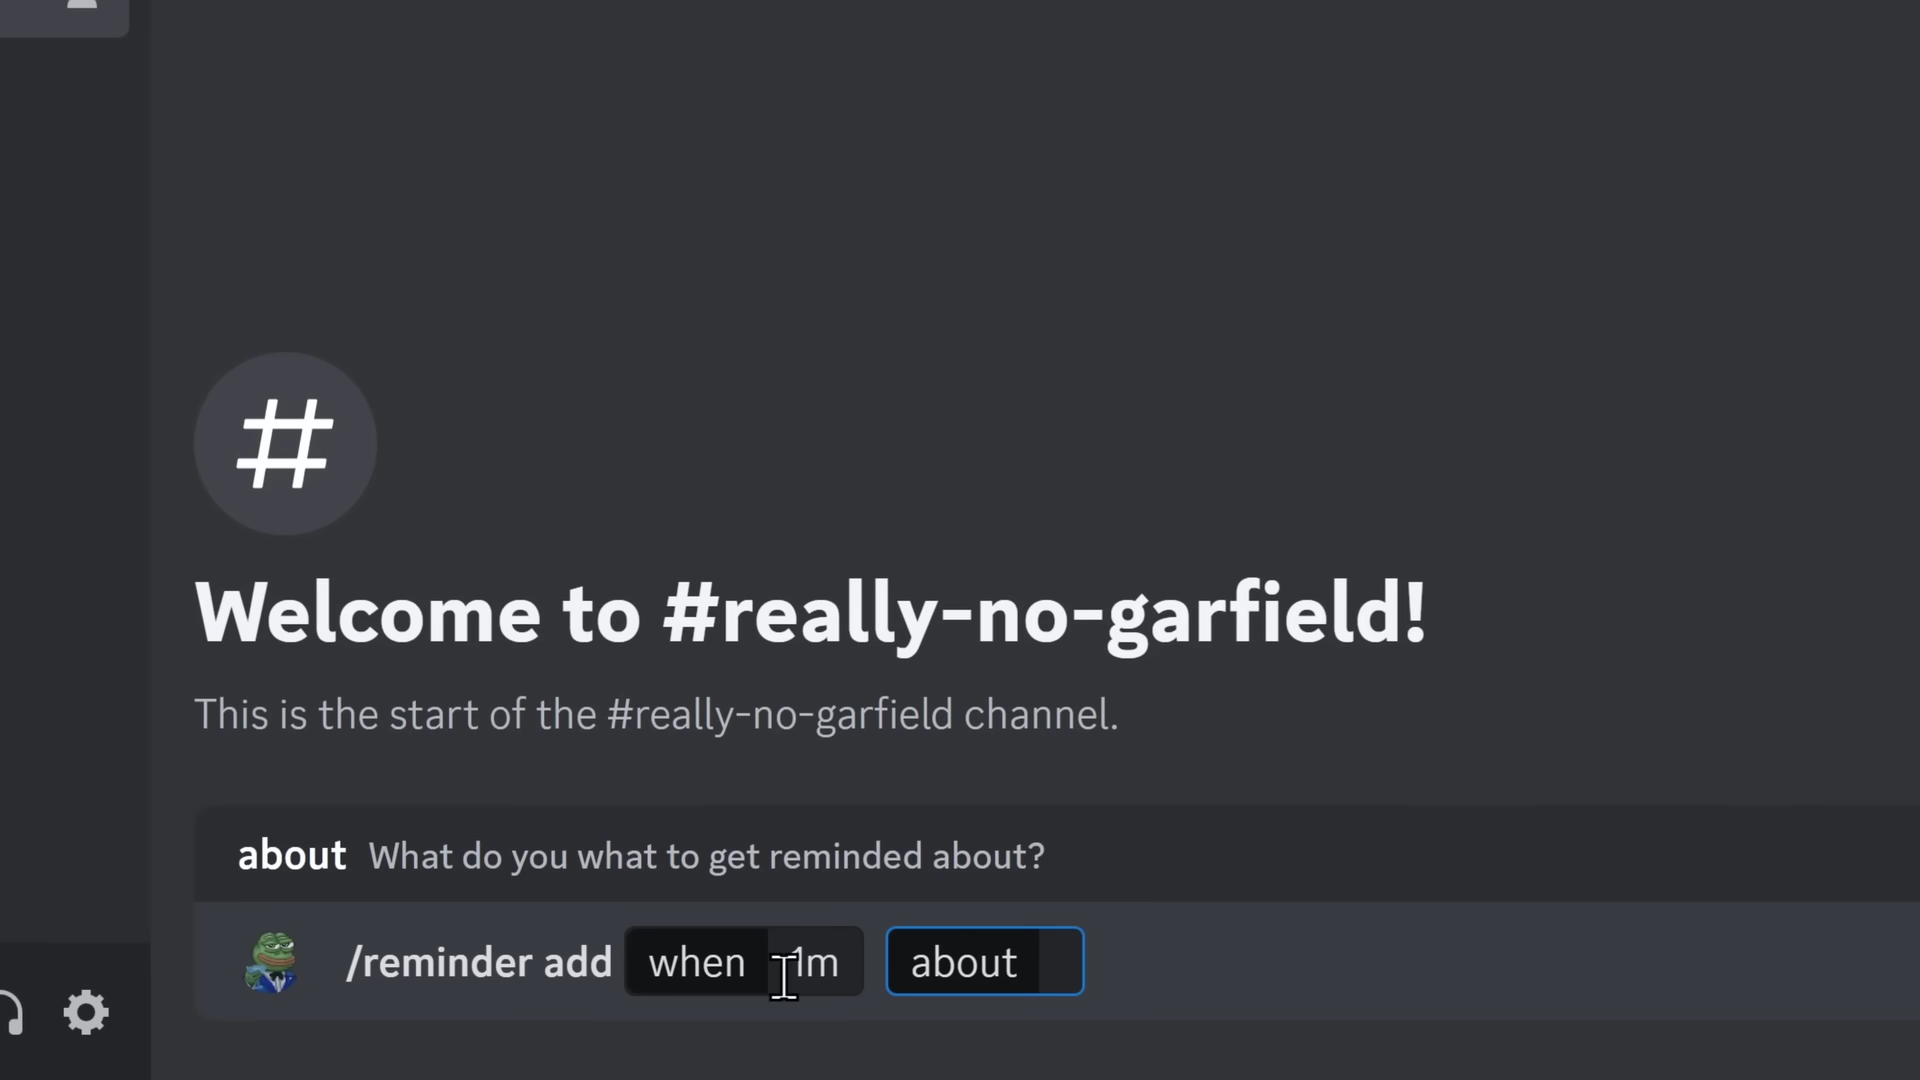 #
Welcome to #really-no-garfield!
This is the start of the #really-no-garfield channel.
about What do you what to get reminded about?
/reminder add when 1m about